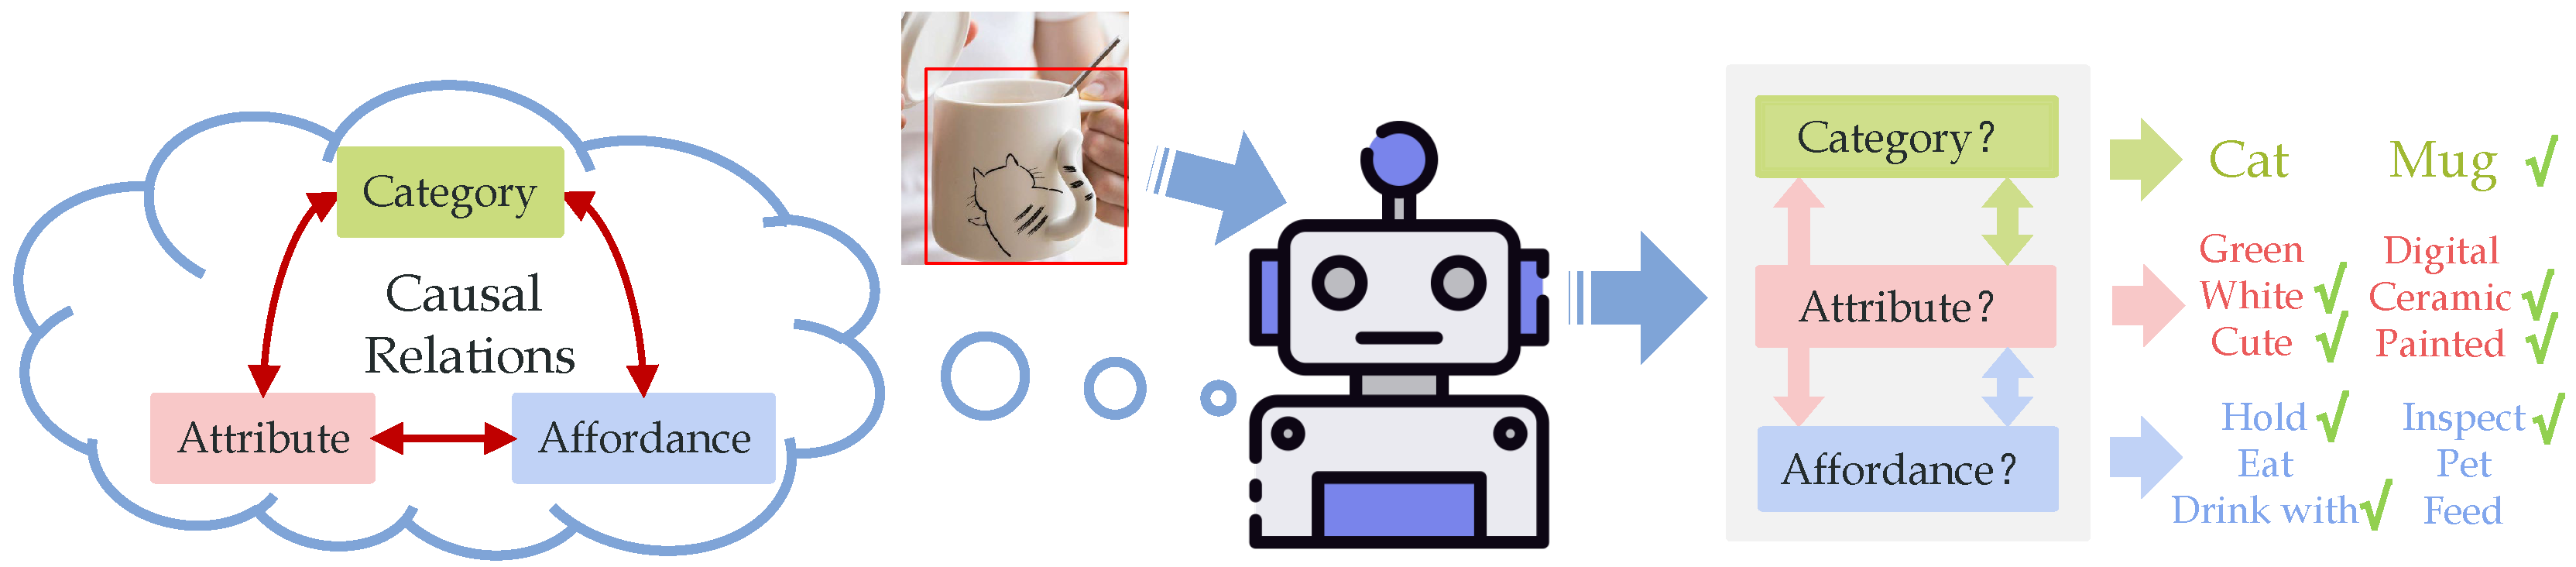 Category
Causal
Relations
Attribute
Affordance
Category?
Attribute?
Affordance?
Cat Mug √
Green Digital
White √ Ceramic √
Cute √ Painted √
Hold √ Inspect √
Eat Pet
Drink with √ Feed